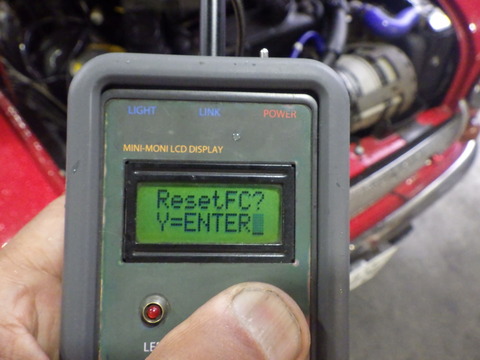 LIGHT LINK POWER
MINI-MONI LCD DISPLAY
ResetFC?
Y=ENTER